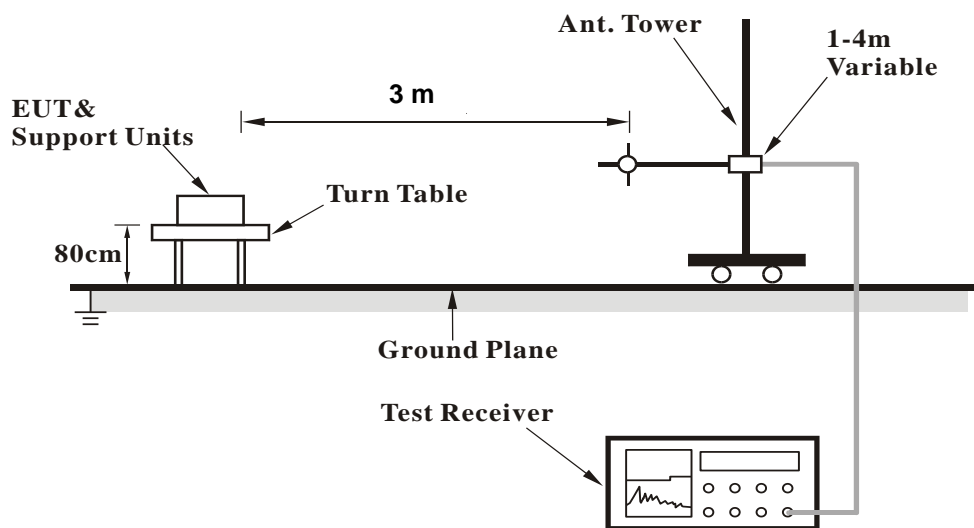 Ant. Tower
1-4m
Variable
3 m
EUT&
Support Units
Turn Table
80cm
Ground Plane
Test Receiver